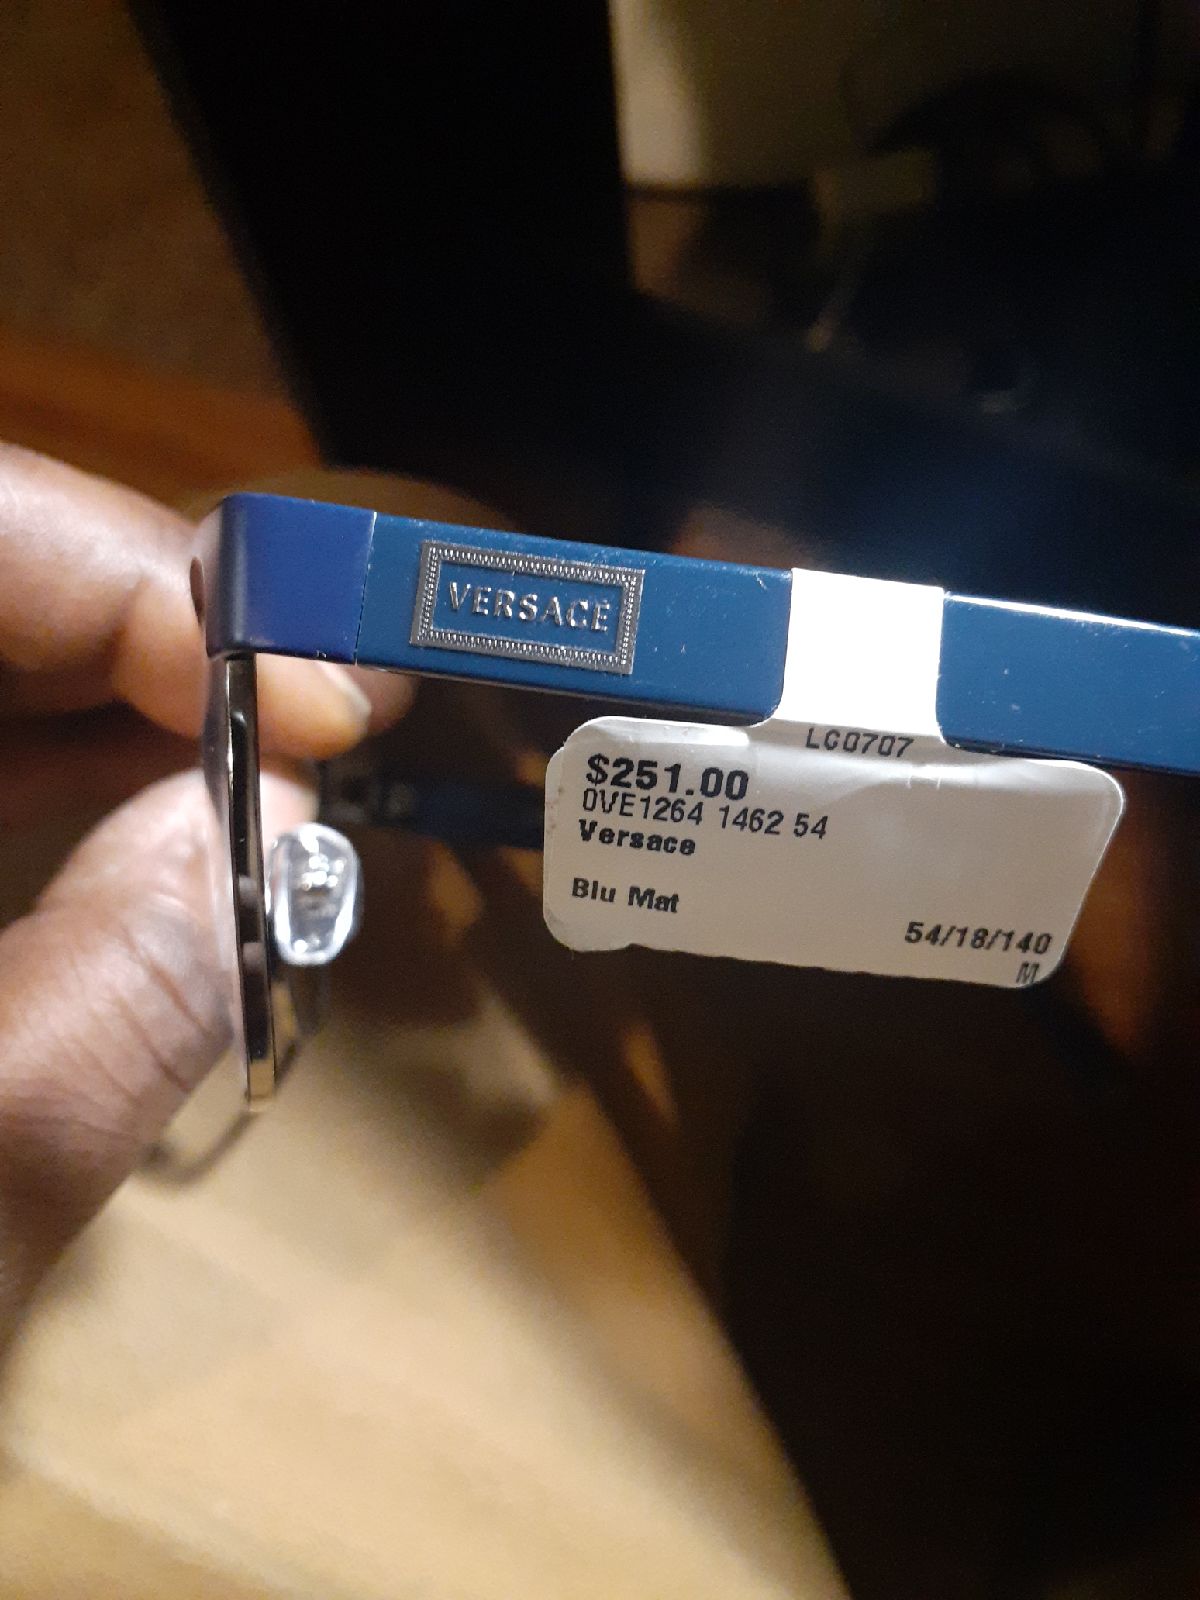 VERSACE
LC0707
$251.00
0VE1264 1462 54
Versace
Blu Mat
54/18/140
M